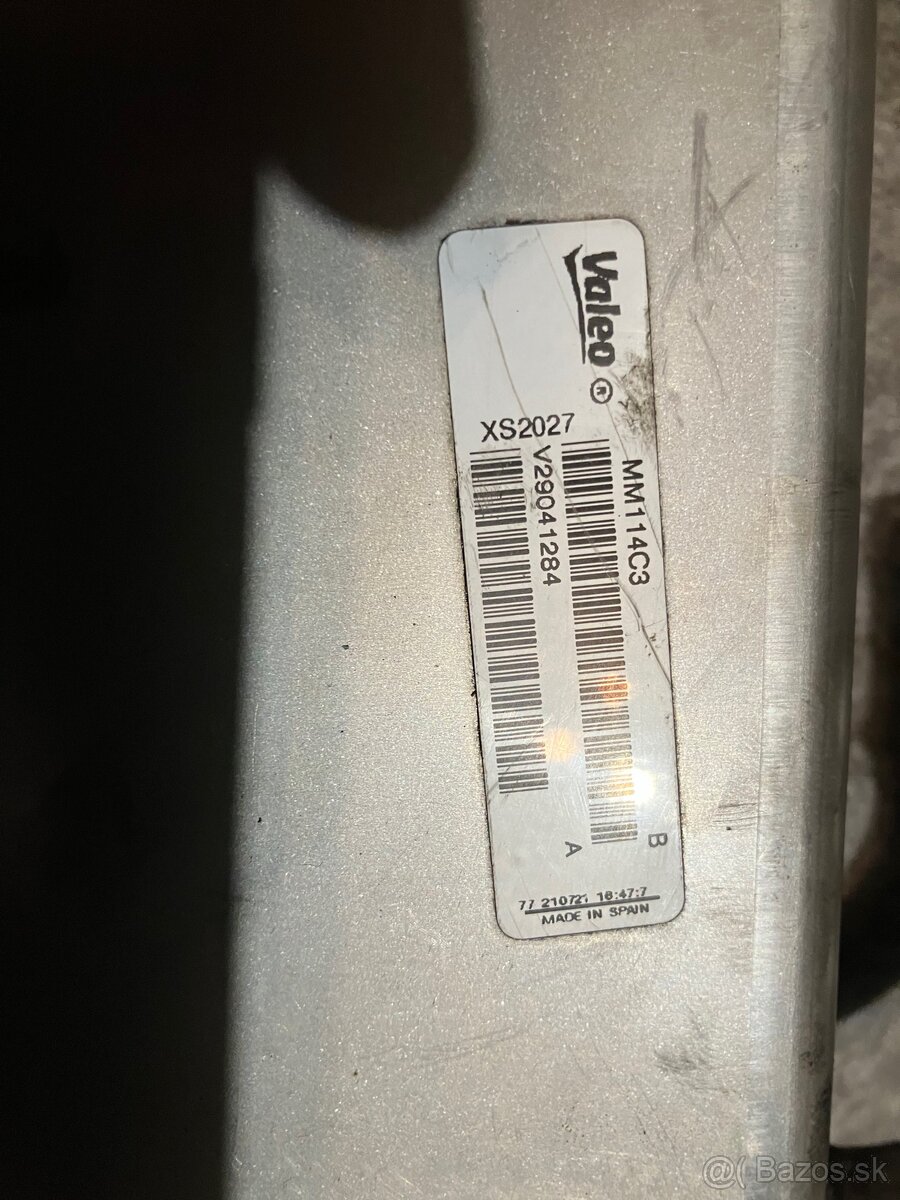 Valeo ®
XS2027
MM114C3
V29041284
B
A
77 210721 16:47:7
MADE IN SPAIN
@( Bazos.sk